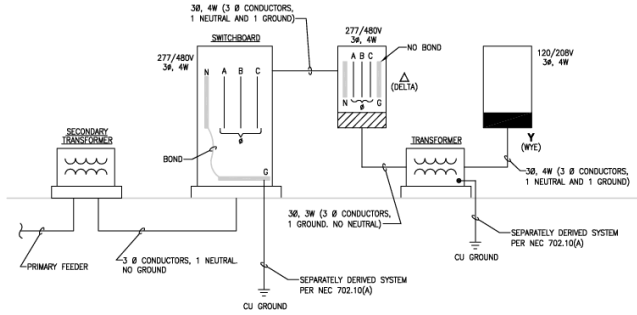 3Ø, 4W (3 Ø CONDUCTORS,
1 NEUTRAL AND 1 GROUND)
SWITCHBOARD
277/480V
3ø, 4W
N A B C
ø
BOND
G
277/480V
3ø, 4W
A B C
N ø G
NO BOND
Δ
(DELTA)
120/208V
3ø, 4W
Y
(WYE)
SECONDARY
TRANSFORMER
TRANSFORMER
3Ø, 4W (3 Ø CONDUCTORS,
1 NEUTRAL AND 1 GROUND)
3Ø, 3W (3 Ø CONDUCTORS,
1 GROUND. NO NEUTRAL)
SEPARATELY DERIVED SYSTEM
PER NEC 702.10(A)
CU GROUND
PRIMARY FEEDER
3 Ø CONDUCTORS, 1 NEUTRAL.
NO GROUND
SEPARATELY DERIVED SYSTEM
PER NEC 702.10(A)
CU GROUND